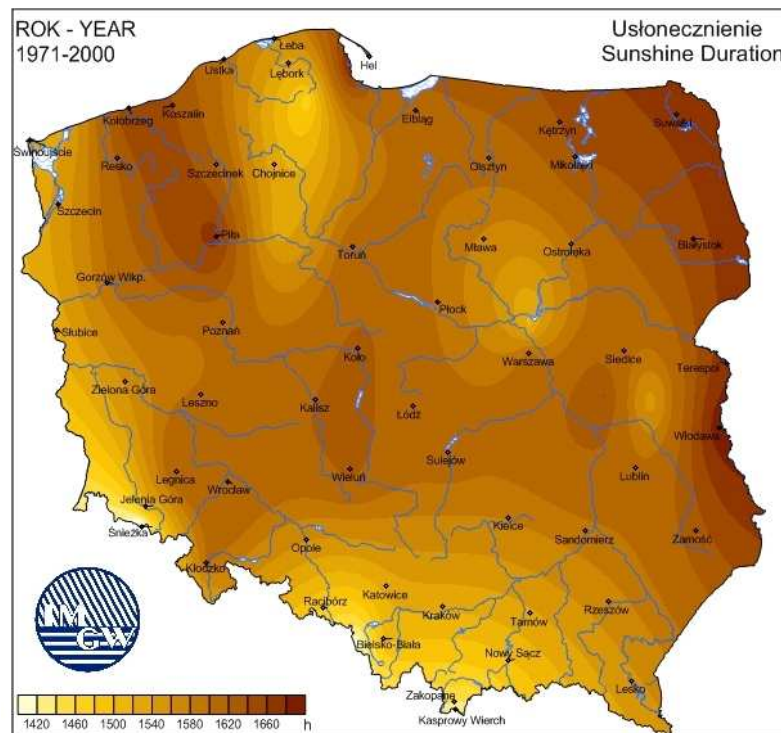 ROK - YEAR
1971-2000
Usłonecznienie
Sunshine Duration
Łeba
Hel
Ustka
Lębork
Koszalin
Kołobrzeg
Elbląg
Kętrzyn
Suwałki
Świnoujście
Resko
Szczecinek
Chojnice
Olsztyn
Mikołajki
Szczecin
Piła
Toruń
Mława
Ostrołęka
Białystok
Gorzów Wlkp.
Płock
Słubice
Poznań
Koło
Warszawa
Siedlce
Terespol
Zielona Góra
Leszno
Kalisz
Łódź
Włodawa
Legnica
Wrocław
Wieluń
Sulejów
Lublin
Jelenia Góra
Śnieżka
Opole
Kielce
Sandomierz
Zamość
Kłodzko
Racibórz
Katowice
Kraków
Tarnów
Rzeszów
Bielsko-Biała
Nowy Sącz
Lesko
Zakopane
Kasprowy Wierch
IM
GW
1420 1460 1500 1540 1580 1620 1660 h